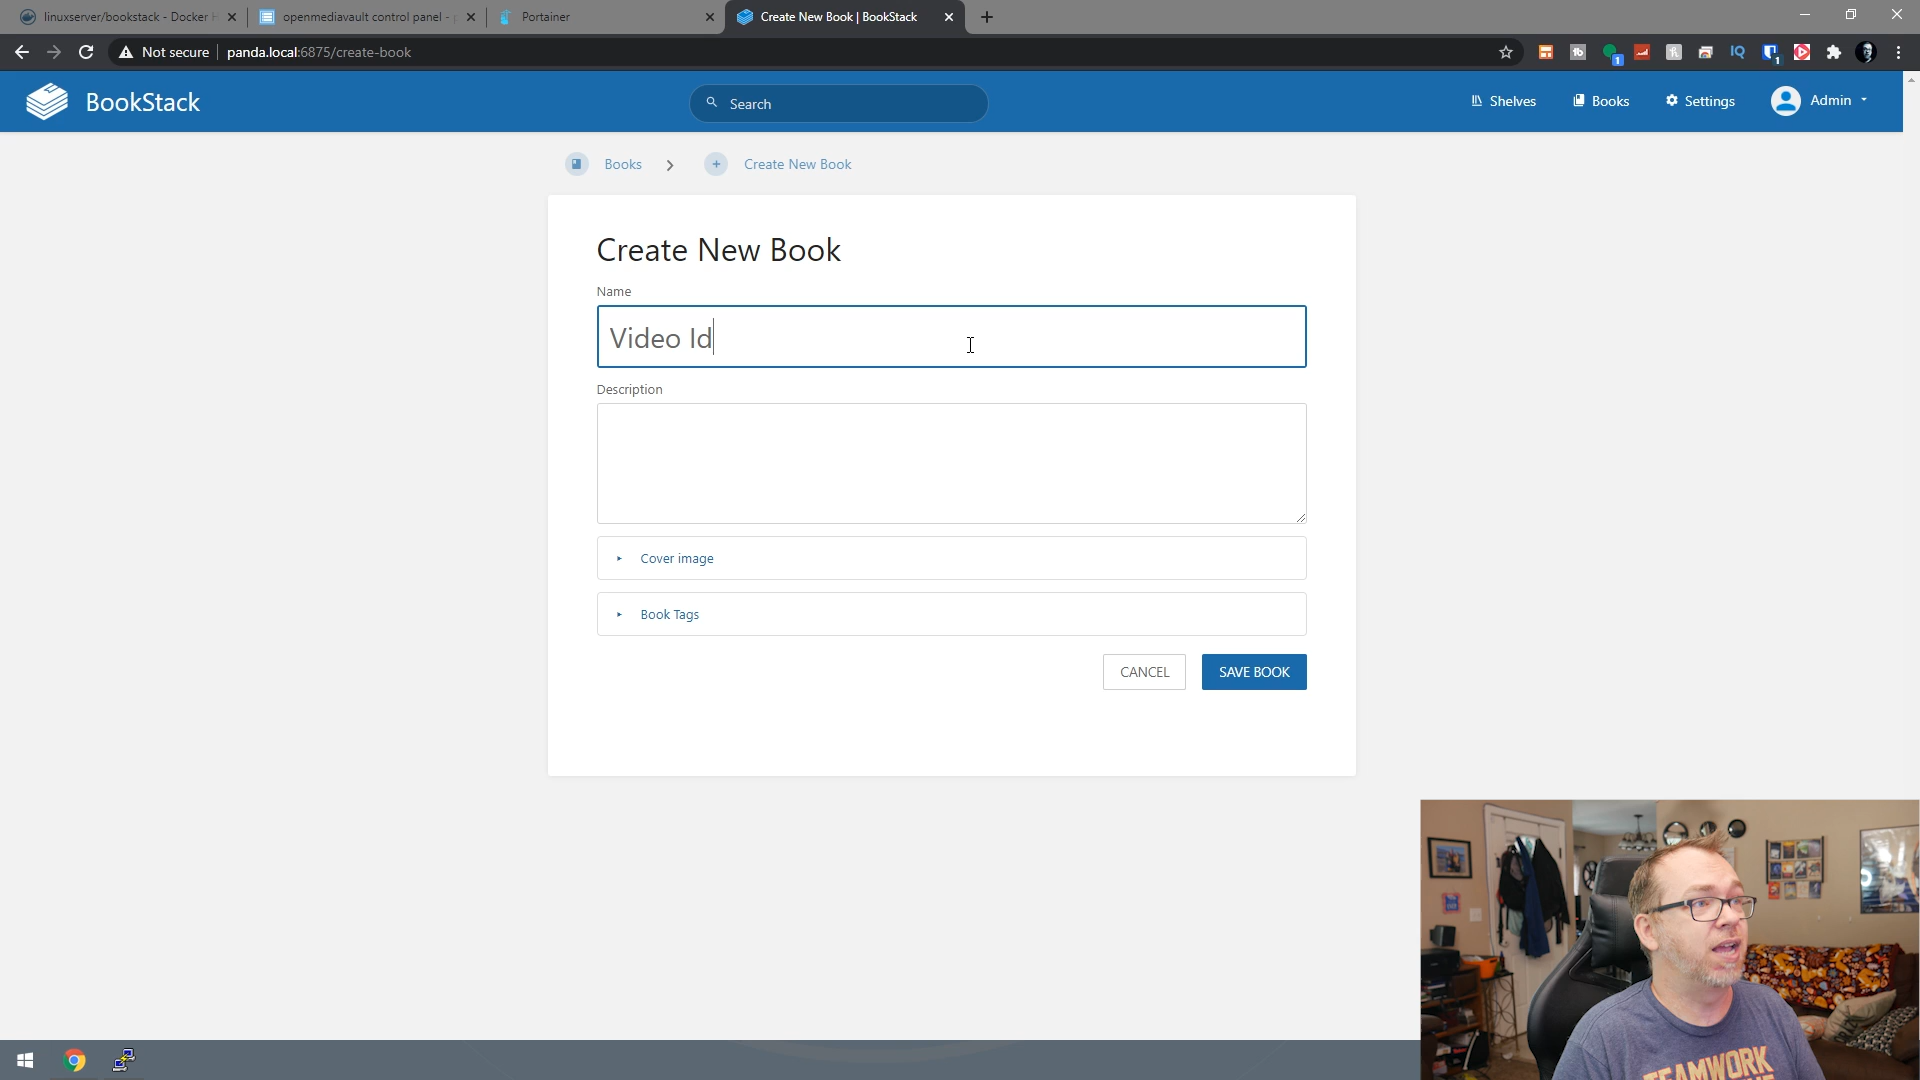 linuxserver/bookstack - Docker H
openmediavault control panel - p
Portainer
Create New Book | BookStack
Not secure
panda.local:6875/create-book
1
1
BookStack
Search
Shelves
Books
Settings
Admin
Books
Create New Book
Create New Book
Name
Video Id
Description
Cover image
Book Tags
CANCEL
SAVE BOOK
TEAMWORK